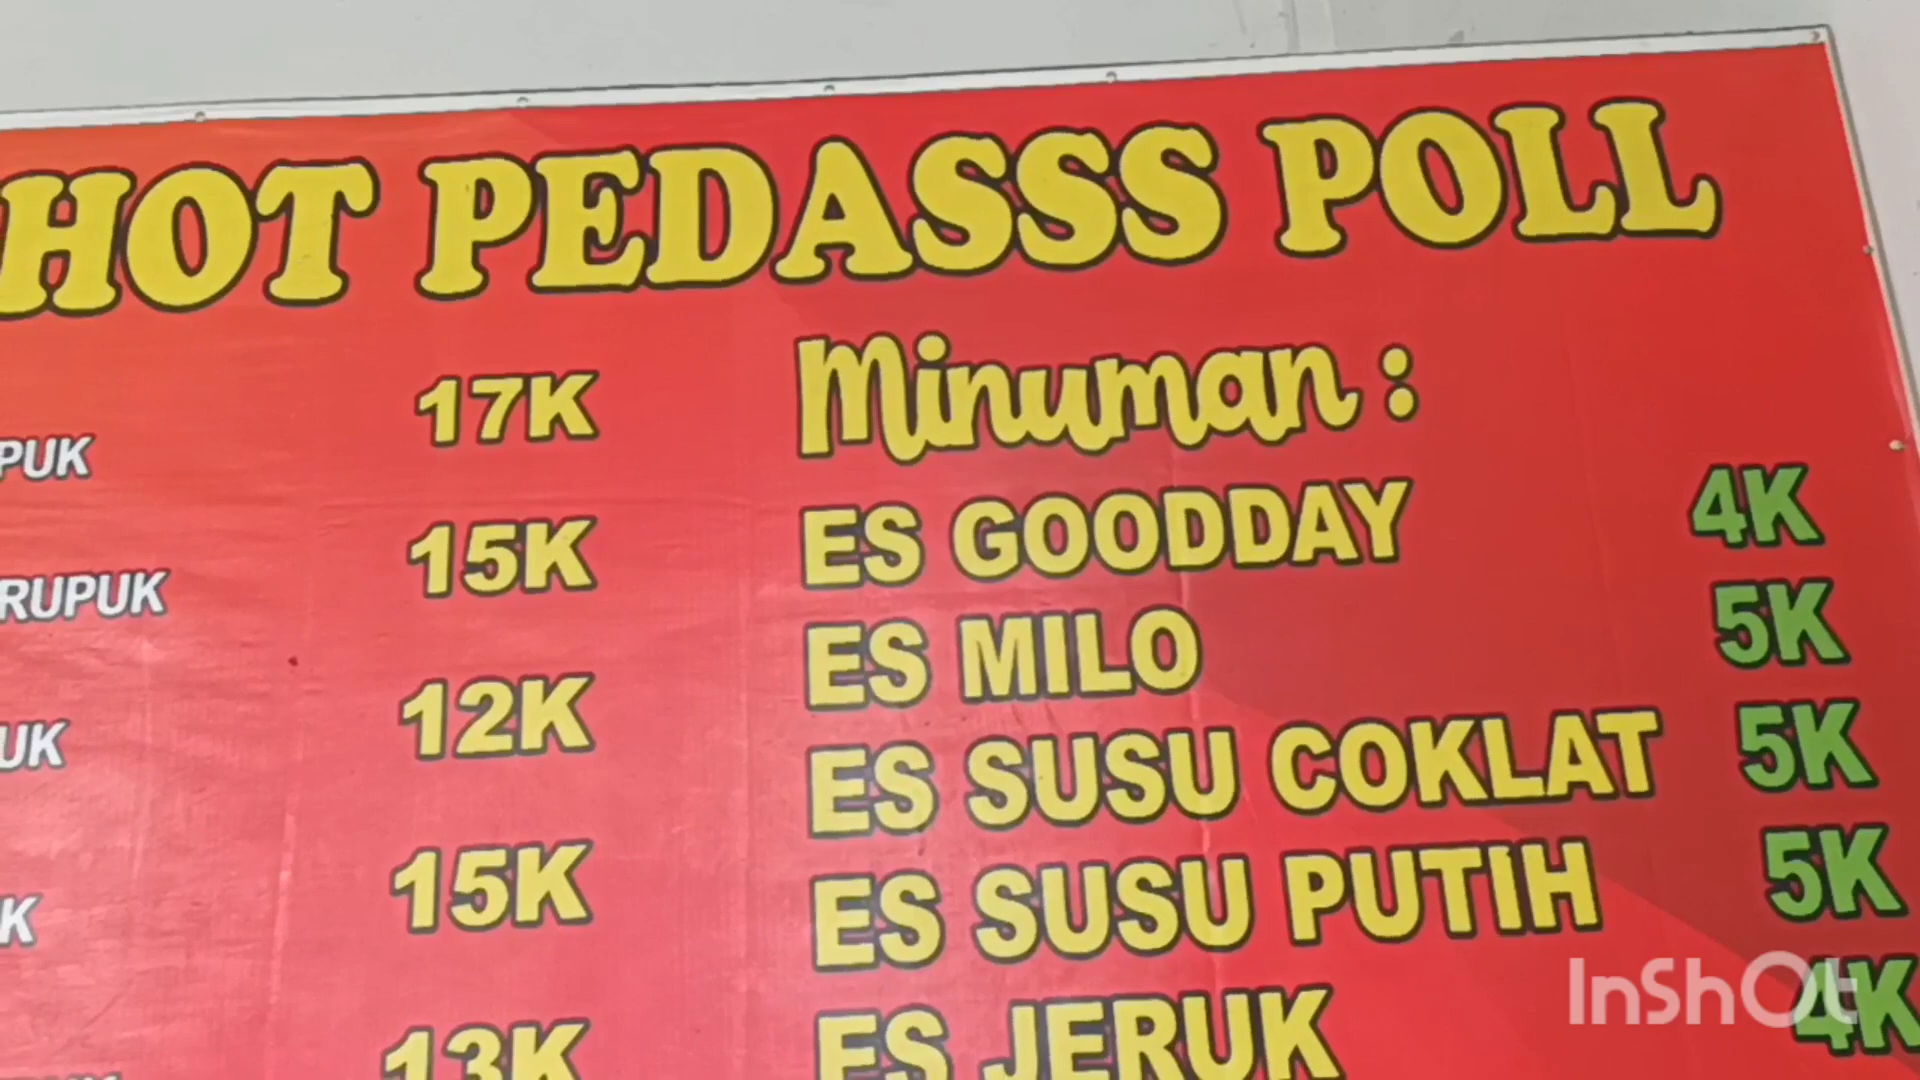 HOT PEDASSS POLL
17K
PUK
15K
RUPUK
12K
UK
15K
K
13K
Minuman :
ES GOODDAY 4K
ES MILO 5K
ES SUSU COKLAT 5K
ES SUSU PUTIH 5K
ES JERUK 4K
InShOt